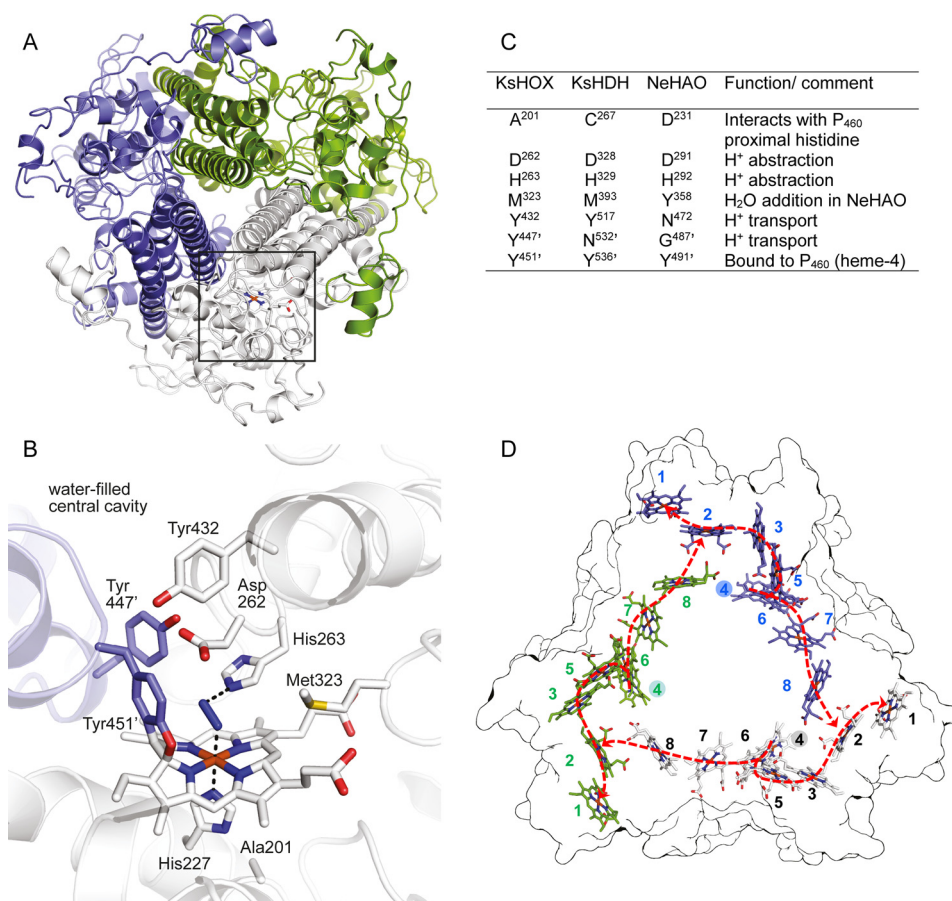 A
C
KsHOX KsHDH NeHAO Function/ comment
A²⁰¹ C²⁶⁷ D²³¹ Interacts with P₄₆₀
proximal histidine
D²⁶² D³²⁸ D²⁹¹ H⁺ abstraction
H²⁶³ H³²⁹ H²⁹² H⁺ abstraction
M³²³ M³⁹³ Y³⁵⁸ H₂O addition in NeHAO
Y⁴³² Y⁵¹⁷ N⁴⁷² H⁺ transport
Y⁴⁴⁷' N⁵³²' G⁴⁸⁷' H⁺ transport
Y⁴⁵¹' Y⁵³⁶' Y⁴⁹¹' Bound to P₄₆₀ (heme-4)
B
water-filled
central cavity
Tyr432
Tyr
447'
Asp
262
His263
Met323
Tyr451'
His227
Ala201
D
1
2
3
4
5
6
7
8
8
7
6
5
4
3
2
1
8
7
6
4
5
3
2
1